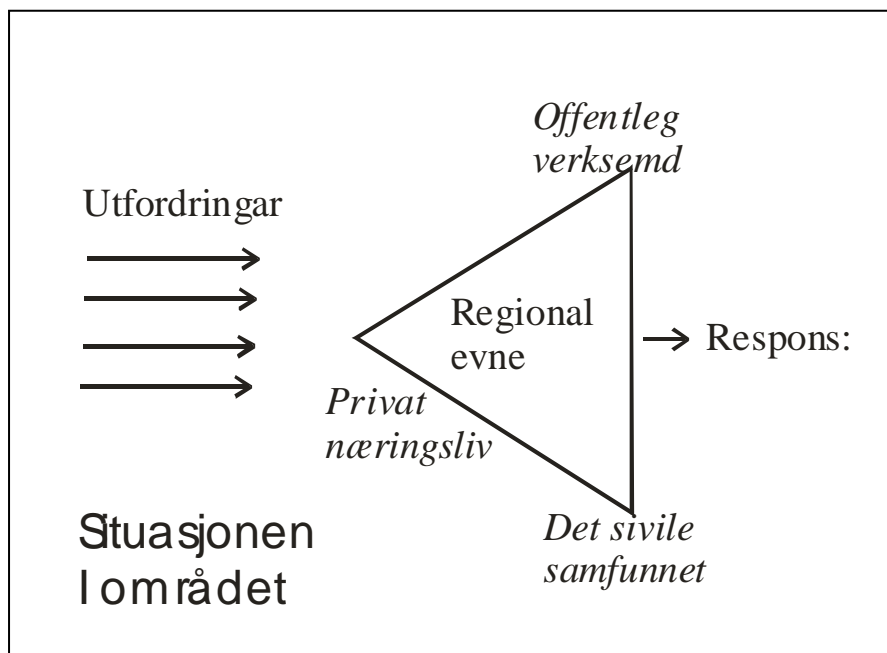 Offentleg
verksemd
Utfordringar
Regional
evne
Respons:
Privat
næringsliv
Det sivile
samfunnet
Situasjonen
I området